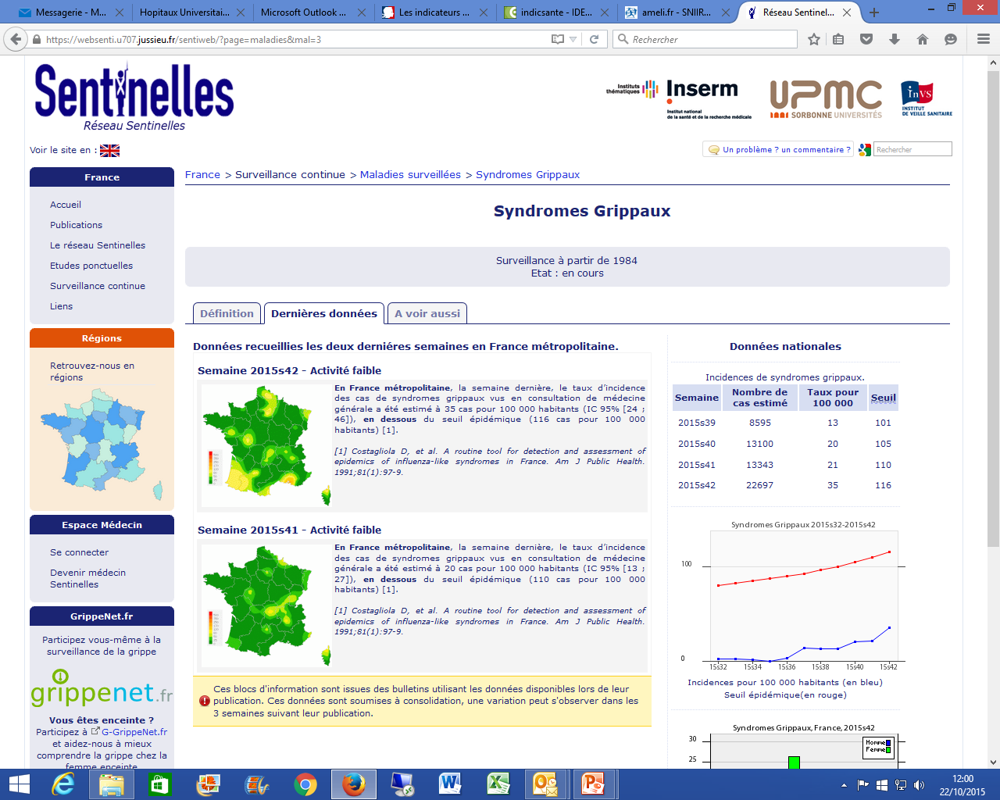 Messagerie - M...
Hopitaux Universitai...
Microsoft Outlook ...
Les indicateurs ...
indicsante - IDE...
ameli.fr - SNIIR...
Réseau Sentinel...
https://websenti.u707.jussieu.fr/sentiweb/?page=maladies&mal=3
Rechercher
Sentinelles
Réseau Sentinelles
Instituts
thématiques
Inserm
Institut national
de la santé et de la recherche médicale
UPMC
SORBONNE UNIVERSITÉS
InVS
INSTITUT
DE VEILLE SANITAIRE
Voir le site en :
Un problème ? un commentaire ?
Rechercher
France
Accueil
Publications
Le réseau Sentinelles
Etudes ponctuelles
Surveillance continue
Liens
Régions
Retrouvez-nous en
régions
Espace Médecin
Se connecter
Devenir médecin
Sentinelles
GrippeNet.fr
Participez vous-même à la
surveillance de la grippe
grippenet.fr
Vous êtes enceinte ?
Participez à G-GrippeNet.fr
et aidez-nous à mieux
comprendre la grippe chez la
femme enceinte
France > Surveillance continue > Maladies surveillées > Syndromes Grippaux
Syndromes Grippaux
Surveillance à partir de 1984
Etat : en cours
Définition
Dernières données
A voir aussi
Données recueillies les deux derniéres semaines en France métropolitaine.
Semaine 2015s42 - Activité faible
En France métropolitaine, la semaine dernière, le taux d’incidence
des cas de syndromes grippaux vus en consultation de médecine
générale a été estimé à 35 cas pour 100 000 habitants (IC 95% [24 ;
46]), en dessous du seuil épidémique (116 cas pour 100 000
habitants) [1].
[1] Costagliola D, et al. A routine tool for detection and assessment of
epidemics of influenza-like syndromes in France. Am J Public Health.
1991;81(1):97-9.
Semaine 2015s41 - Activité faible
En France métropolitaine, la semaine dernière, le taux d’incidence
des cas de syndromes grippaux vus en consultation de médecine
générale a été estimé à 20 cas pour 100 000 habitants (IC 95% [13 ;
27]), en dessous du seuil épidémique (110 cas pour 100 000
habitants) [1].
[1] Costagliola D, et al. A routine tool for detection and assessment of
epidemics of influenza-like syndromes in France. Am J Public Health.
1991;81(1):97-9.
Ces blocs d'information sont issues des bulletins utilisant les données disponibles lors de leur
publication. Ces données sont soumises à consolidation, une variation peut s'observer dans les
3 semaines suivant leur publication.
Données nationales
Incidences de syndromes grippaux.
Semaine Nombre de cas estimé Taux pour 100 000 Seuil
2015s39 8595 13 101
2015s40 13100 20 105
2015s41 13343 21 110
2015s42 22697 35 116
Syndromes Grippaux 2015s32-2015s42
100
0
15s32 15s34 15s36 15s38 15s40 15s42
Incidences pour 100 000 habitants (en bleu)
Seuil épidémique(en rouge)
Syndromes Grippaux, France, 2015s42
30
25
Homme
Femme
12:00
22/10/2015